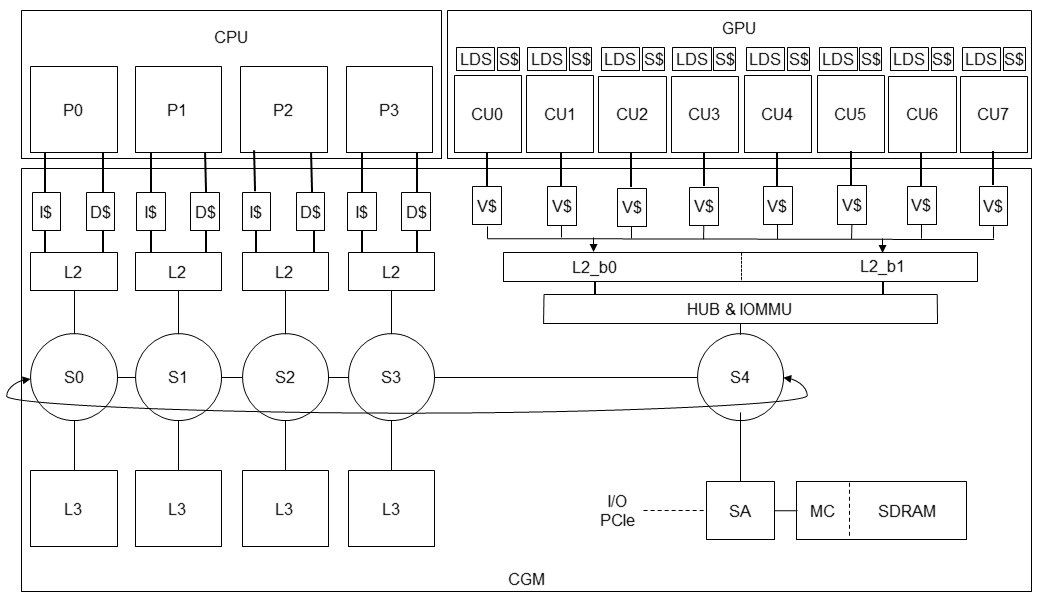 CPU
GPU
LDS S$ LDS S$ LDS S$ LDS S$ LDS S$ LDS S$ LDS S$ LDS S$
P0 P1 P2 P3
CU0 CU1 CU2 CU3 CU4 CU5 CU6 CU7
I$ D$ I$ D$ I$ D$ I$ D$
V$ V$ V$ V$ V$ V$ V$ V$
L2 L2 L2 L2
L2_b0 L2_b1
HUB & IOMMU
S0 S1 S2 S3 S4
L3 L3 L3 L3
I/O
PCIe
SA MC SDRAM
CGM